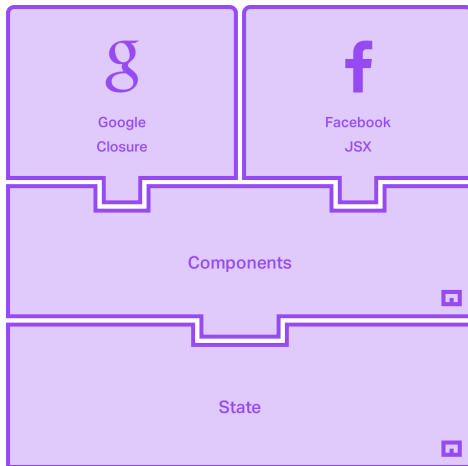 g
f
Google
Closure
Facebook
JSX
Components
State